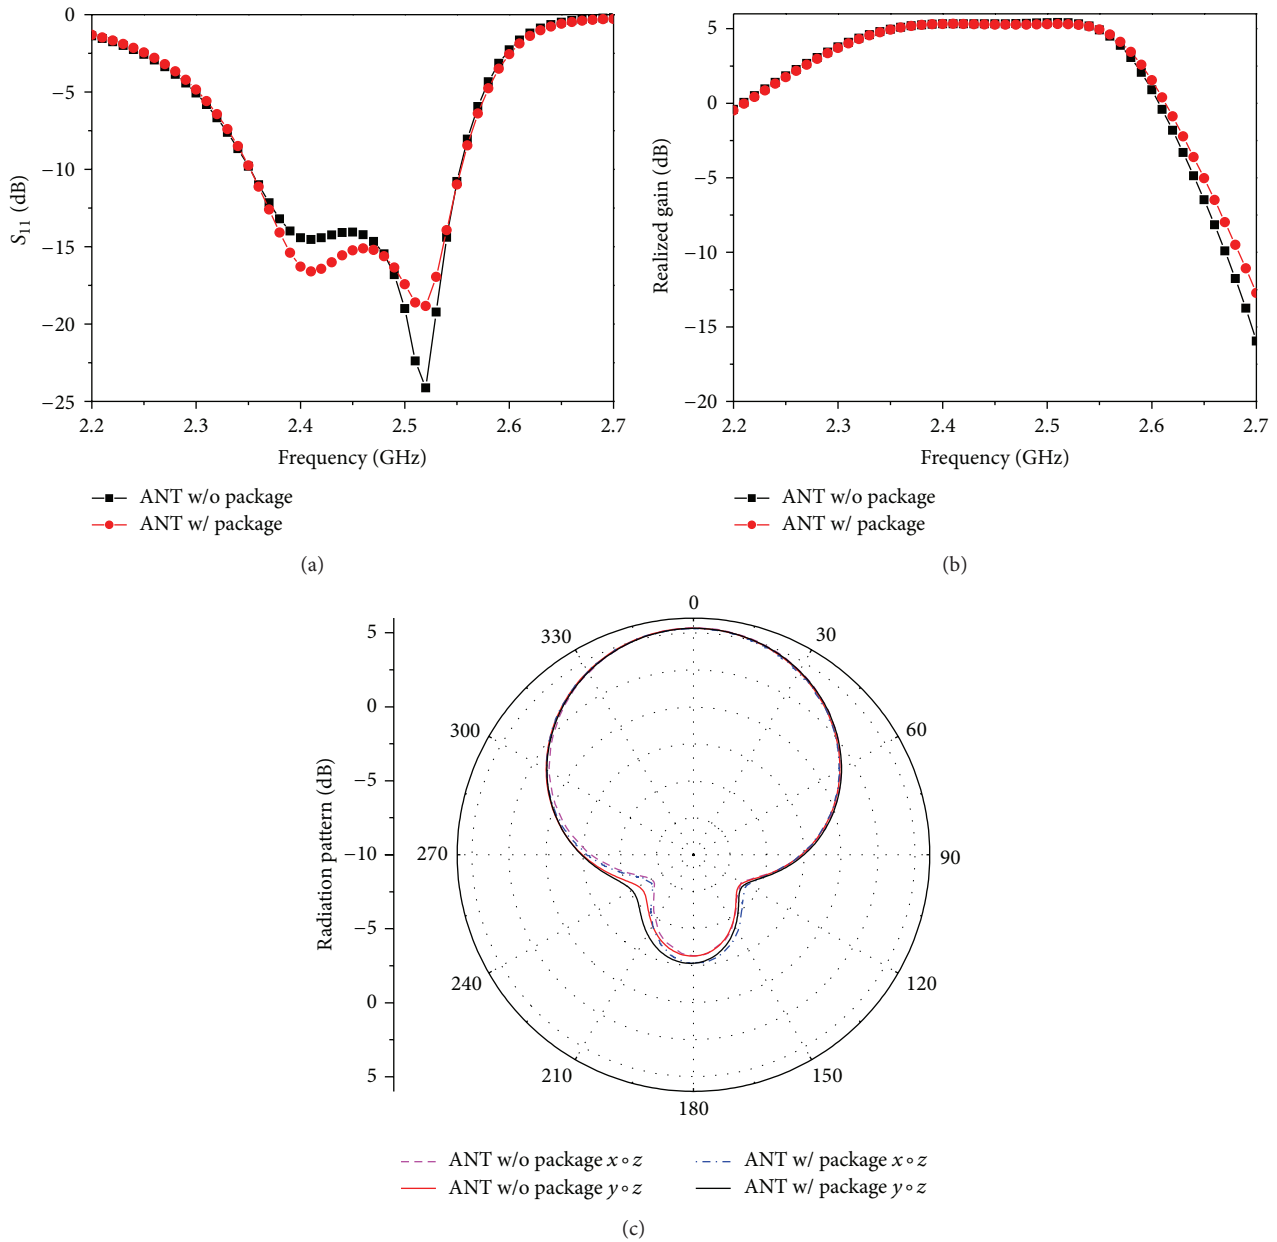 0
−5
−10
−15
−20
−25
S11 (dB)
2.2 2.3 2.4 2.5 2.6 2.7
Frequency (GHz)
ANT w/o package
ANT w/ package
(a)
5
0
−5
−10
−15
−20
Realized gain (dB)
2.2 2.3 2.4 2.5 2.6 2.7
Frequency (GHz)
ANT w/o package
ANT w/ package
(b)
5
0
−5
−10
−5
0
5
Radiation pattern (dB)
0
30
60
90
120
150
180
210
240
270
300
330
ANT w/o package x∘z
ANT w/o package y∘z
ANT w/ package x∘z
ANT w/ package y∘z
(c)